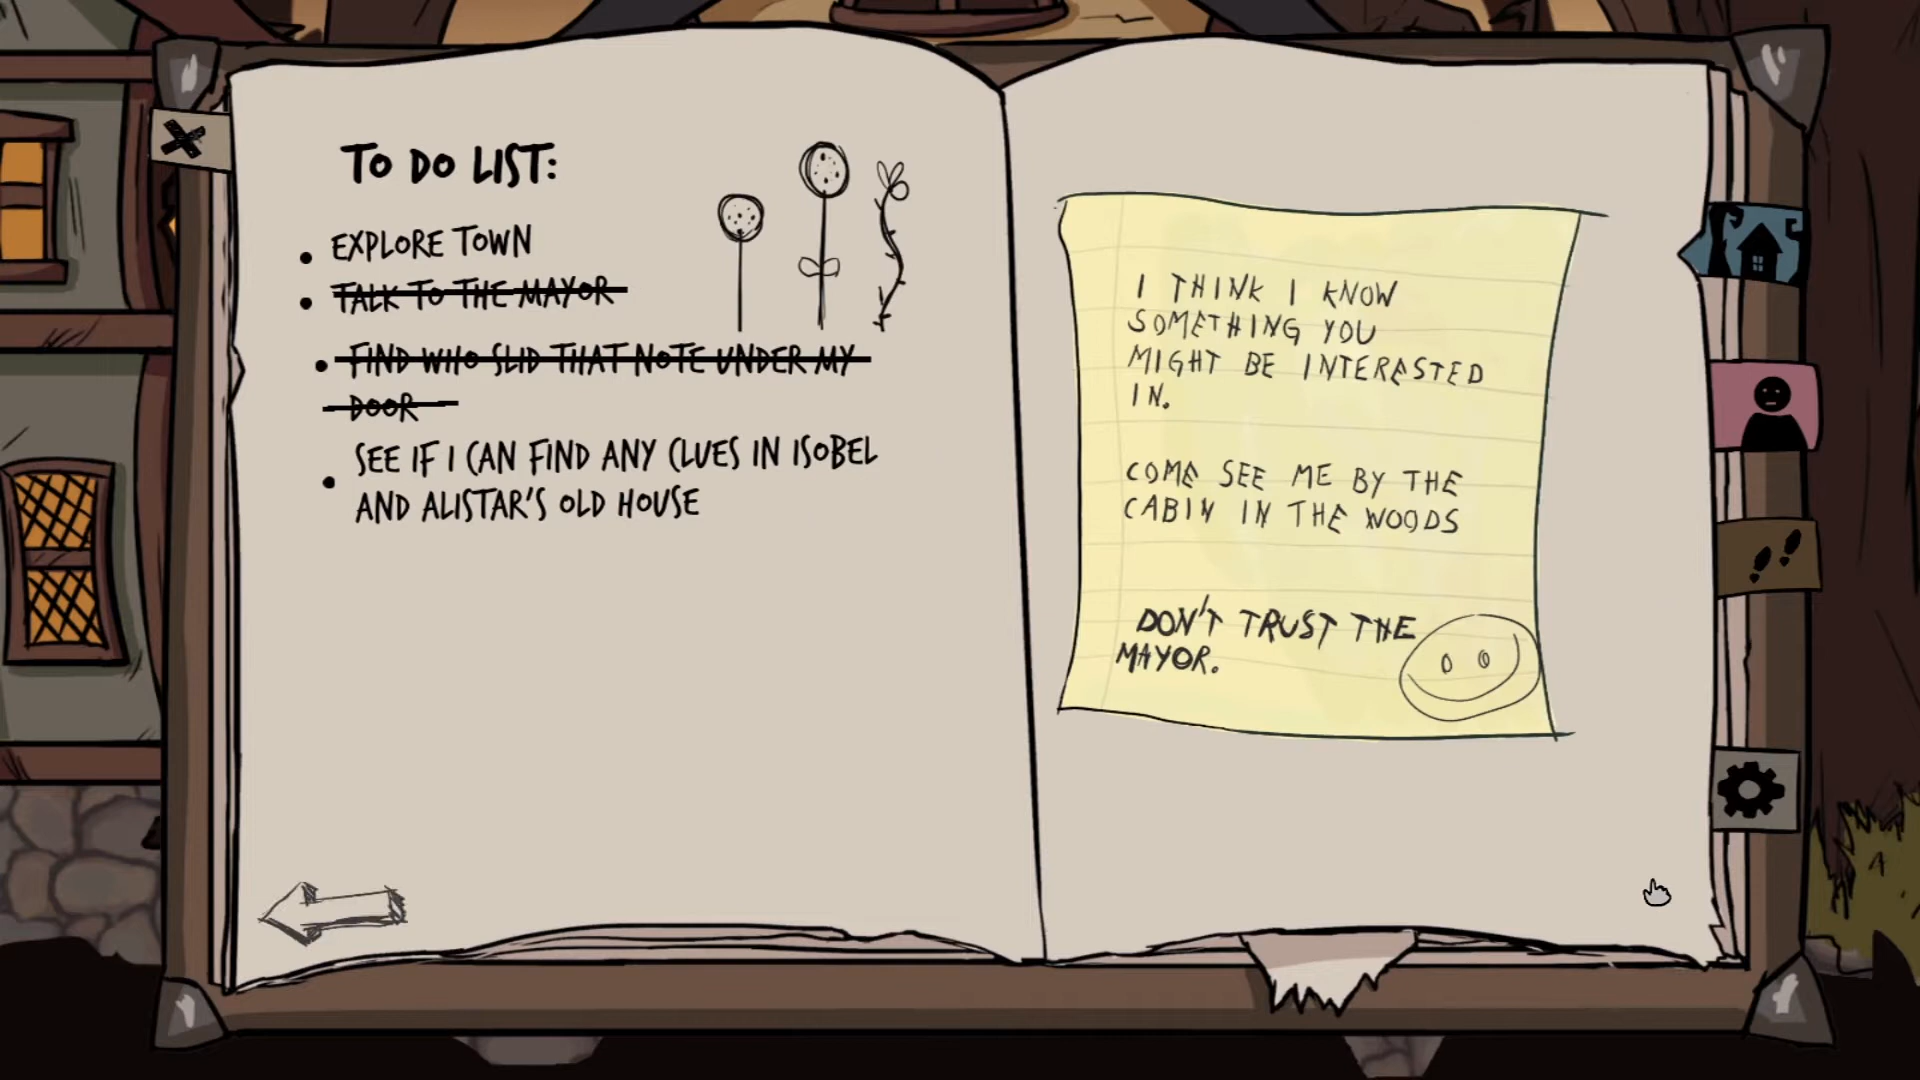 TO DO LIST:
EXPLORE TOWN
TALK TO THE MAYOR
FIND WHO SLID THAT NOTE UNDER MY
DOOR
SEE IF I CAN FIND ANY CLUES IN ISOBEL
AND ALISTAR'S OLD HOUSE
I THINK I KNOW
SOMETHING YOU
MIGHT BE INTERESTED
IN.
COME SEE ME BY THE
CABIN IN THE WOODS
DON'T TRUST THE
MAYOR.